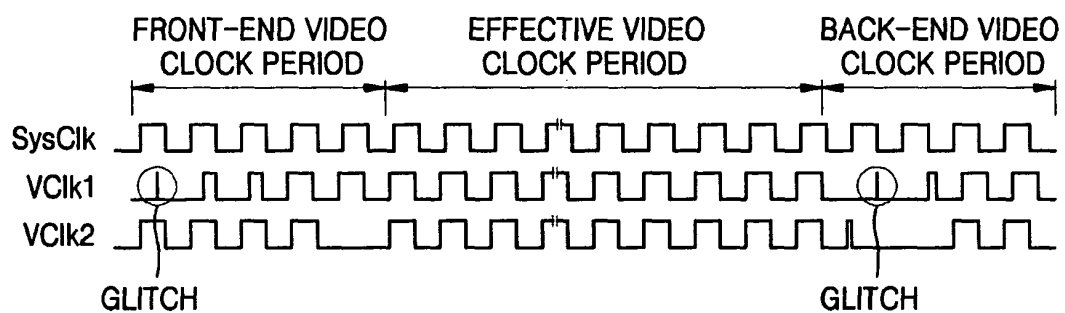 FRONT-END VIDEO CLOCK PERIOD
EFFECTIVE VIDEO CLOCK PERIOD
BACK-END VIDEO CLOCK PERIOD
SysClk
VClk1
VClk2
GLITCH
GLITCH